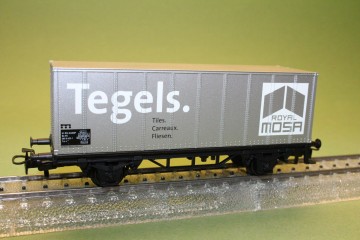 Tegels.
Tiles.
Carreaux.
Fliesen.
ROYAL
MOSA